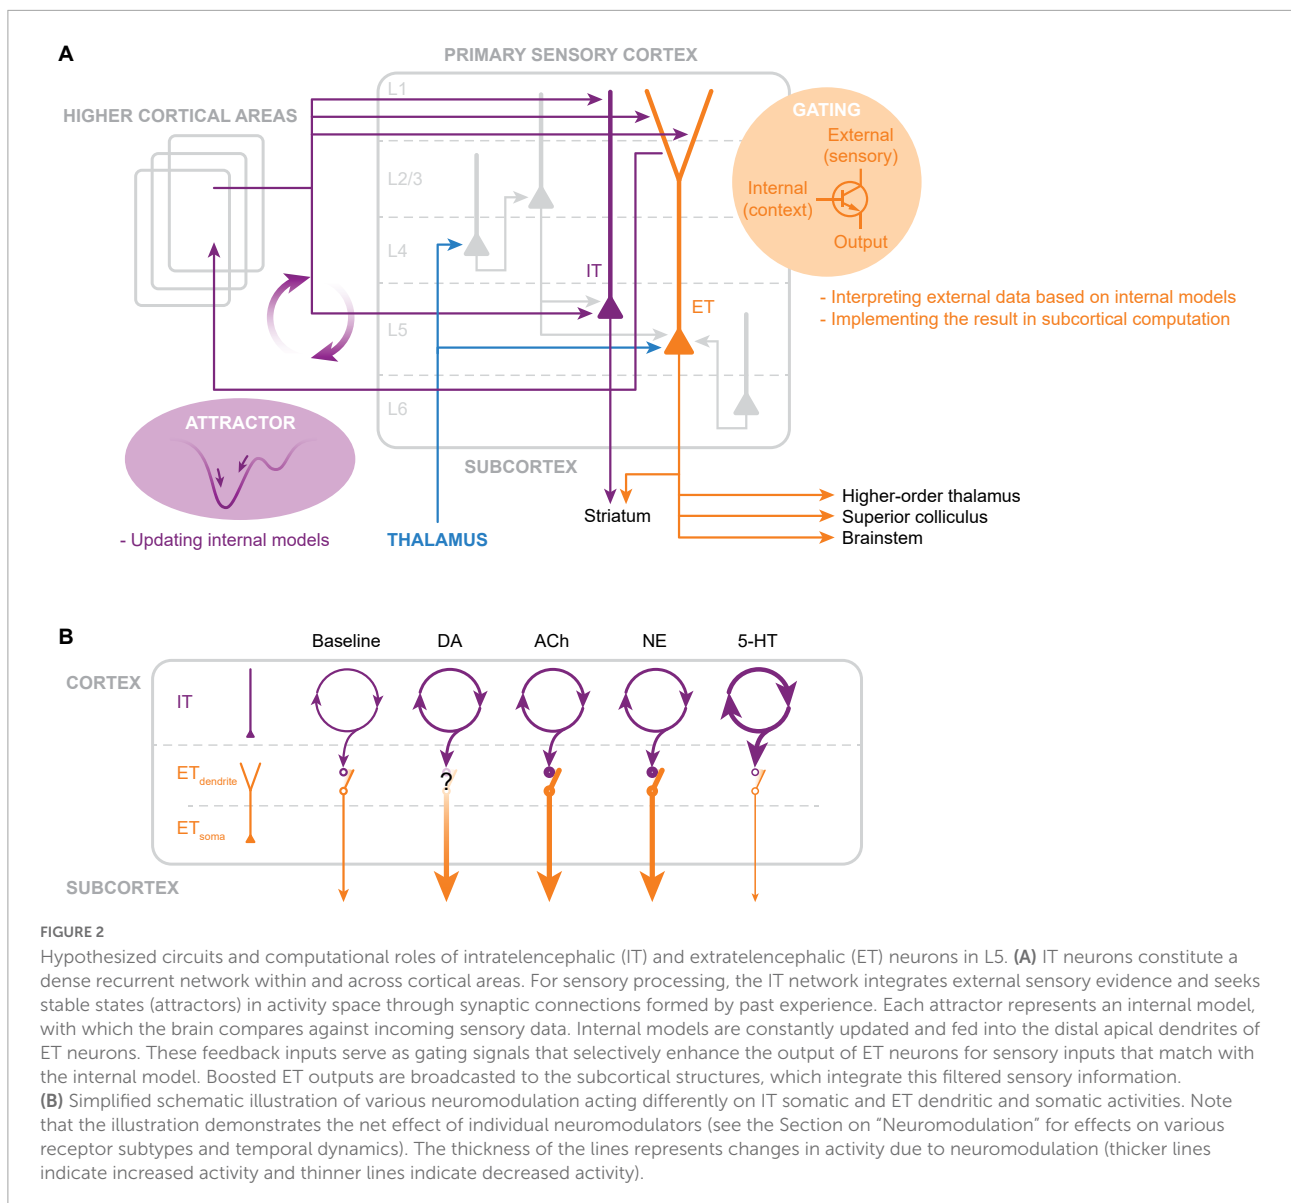 A
PRIMARY SENSORY CORTEX
HIGHER CORTICAL AREAS
L1
L2/3
L4
L5
L6
IT
ET
GATING
External
(sensory)
Internal
(context)
Output
- Interpreting external data based on internal models
- Implementing the result in subcortical computation
ATTRACTOR
- Updating internal models
SUBCORTEX
THALAMUS
Striatum
Higher-order thalamus
Superior colliculus
Brainstem
B
Baseline DA ACh NE 5-HT
CORTEX
IT
ETdendrite
?
ETsoma
SUBCORTEX
FIGURE 2
Hypothesized circuits and computational roles of intratelencephalic (IT) and extratelencephalic (ET) neurons in L5. (A) IT neurons constitute a
dense recurrent network within and across cortical areas. For sensory processing, the IT network integrates external sensory evidence and seeks
stable states (attractors) in activity space through synaptic connections formed by past experience. Each attractor represents an internal model,
with which the brain compares against incoming sensory data. Internal models are constantly updated and fed into the distal apical dendrites of
ET neurons. These feedback inputs serve as gating signals that selectively enhance the output of ET neurons for sensory inputs that match with
the internal model. Boosted ET outputs are broadcasted to the subcortical structures, which integrate this filtered sensory information.
(B) Simplified schematic illustration of various neuromodulation acting differently on IT somatic and ET dendritic and somatic activities. Note
that the illustration demonstrates the net effect of individual neuromodulators (see the Section on "Neuromodulation" for effects on various
receptor subtypes and temporal dynamics). The thickness of the lines represents changes in activity due to neuromodulation (thicker lines
indicate increased activity and thinner lines indicate decreased activity).